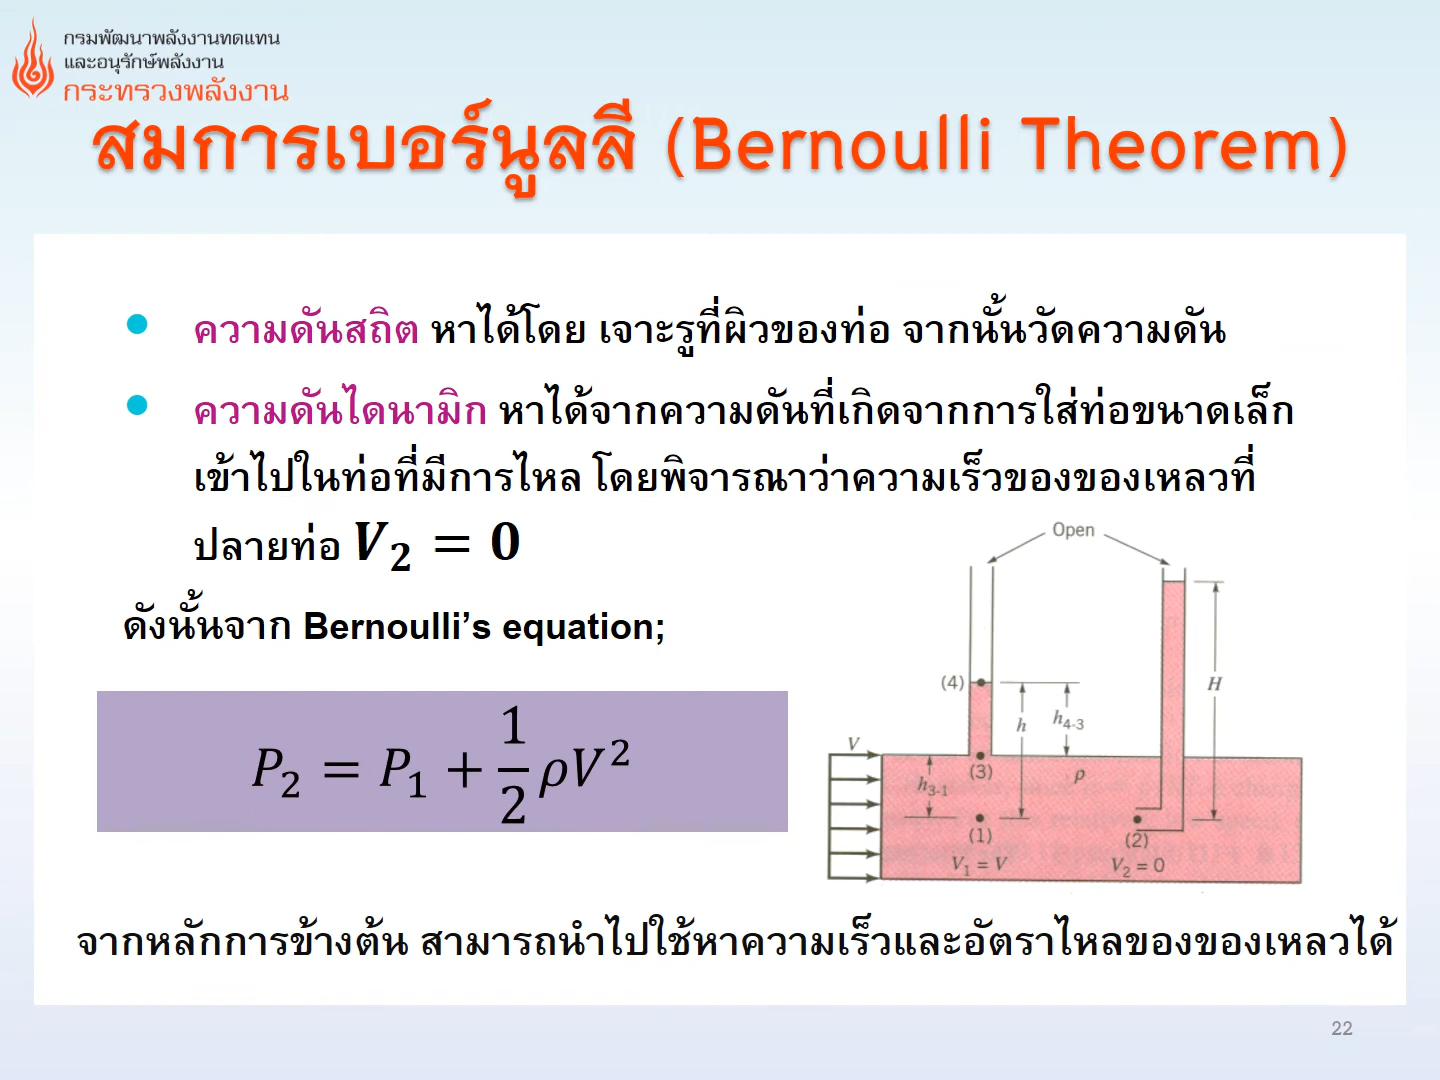 กรมพัฒนาพลังงานทดแทน
และอนุรักษ์พลังงาน
กระทรวงพลังงาน
สมการเบอร์นูลลี (Bernoulli Theorem)
ความดันสถิต หาได้โดย เจาะรูที่ผิวของท่อ จากนั้นวัดความดัน
ความดันไดนามิก หาได้จากความดันที่เกิดจากการใส่ท่อขนาดเล็ก
เข้าไปในท่อที่มีการไหล โดยพิจารณาว่าความเร็วของของเหลวที่
ปลายท่อ V₂ = 0
ดังนั้นจาก Bernoulli’s equation;
P₂ = P₁ + 1/2 ρV²
Open
(4)
H
h
h₄₋₃
V
(3)
ρ
h₃₋₁
(1)
(2)
V₁ = V
V₂ = 0
จากหลักการข้างต้น สามารถนำไปใช้หาความเร็วและอัตราไหลของของเหลวได้
22